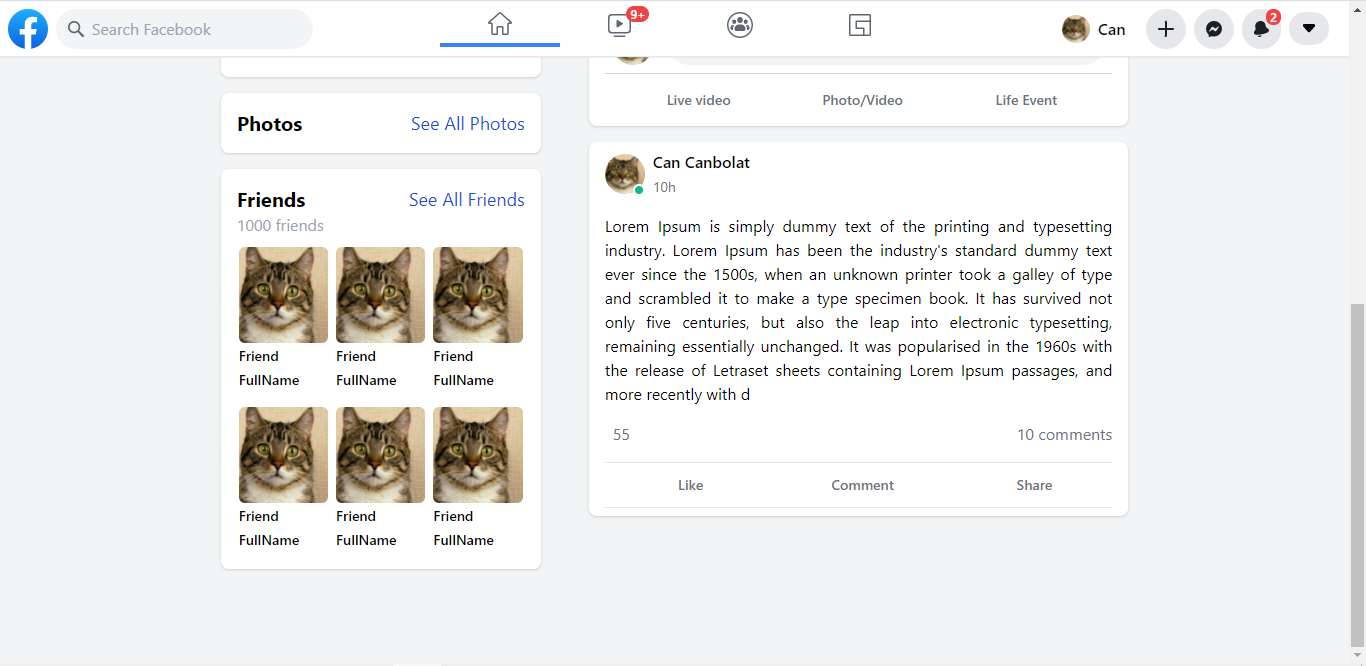 Search Facebook
9+
Can
2
Photos
See All Photos
Friends
See All Friends
1000 friends
Friend
FullName
Friend
FullName
Friend
FullName
Friend
FullName
Friend
FullName
Friend
FullName
Live video
Photo/Video
Life Event
Can Canbolat
10h
Lorem Ipsum is simply dummy text of the printing and typesetting
industry. Lorem Ipsum has been the industry's standard dummy text
ever since the 1500s, when an unknown printer took a galley of type
and scrambled it to make a type specimen book. It has survived not
only five centuries, but also the leap into electronic typesetting,
remaining essentially unchanged. It was popularised in the 1960s with
the release of Letraset sheets containing Lorem Ipsum passages, and
more recently with d
55
10 comments
Like
Comment
Share